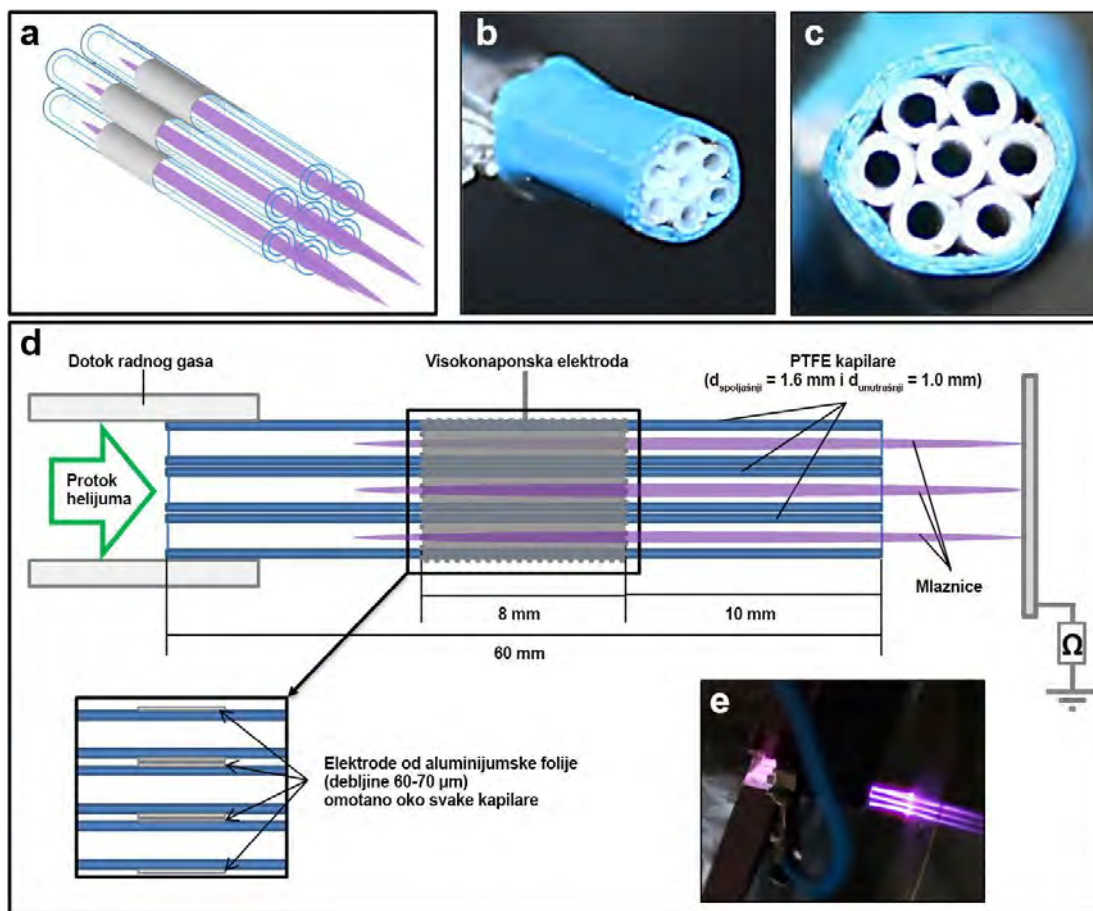 a
b
c
d
Dotok radnog gasa
Visokonaponska elektroda
PTFE kapilare
(dspoljašnji = 1.6 mm i dunutrašnji = 1.0 mm)
Protok
helijuma
Mlaznice
8 mm
10 mm
60 mm
Ω
Elektrode od aluminijumske folije
(debljine 60-70 µm)
omotano oko svake kapilare
e